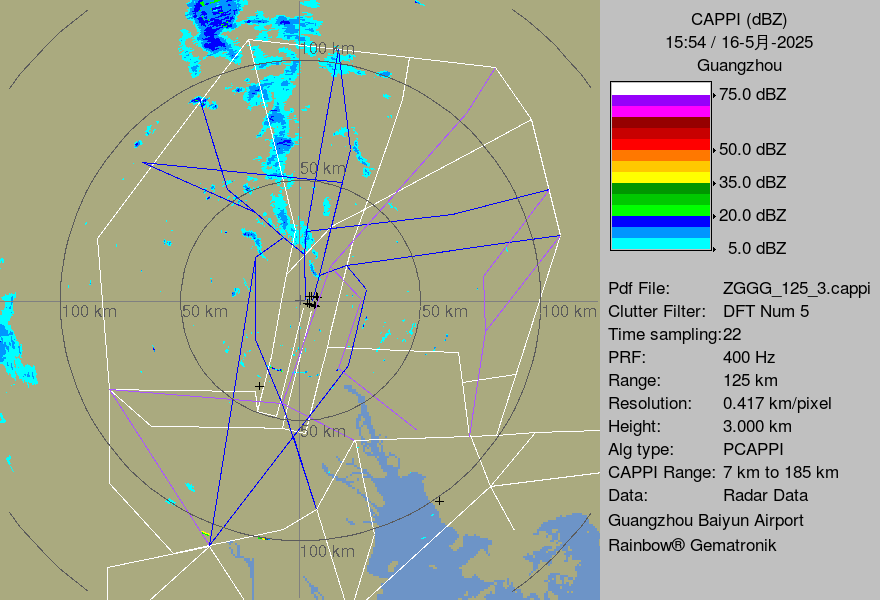 CAPPI (dBZ)
15:54 / 16-5月-2025
Guangzhou
75.0 dBZ
50.0 dBZ
35.0 dBZ
20.0 dBZ
5.0 dBZ
Pdf File: ZGGG_125_3.cappi
Clutter Filter: DFT Num 5
Time sampling:22
PRF: 400 Hz
Range: 125 km
Resolution: 0.417 km/pixel
Height: 3.000 km
Alg type: PCAPPI
CAPPI Range: 7 km to 185 km
Data: Radar Data
Guangzhou Baiyun Airport
Rainbow® Gematronik
100 km
50 km
100 km 50 km 50 km 100 km
50 km
100 km